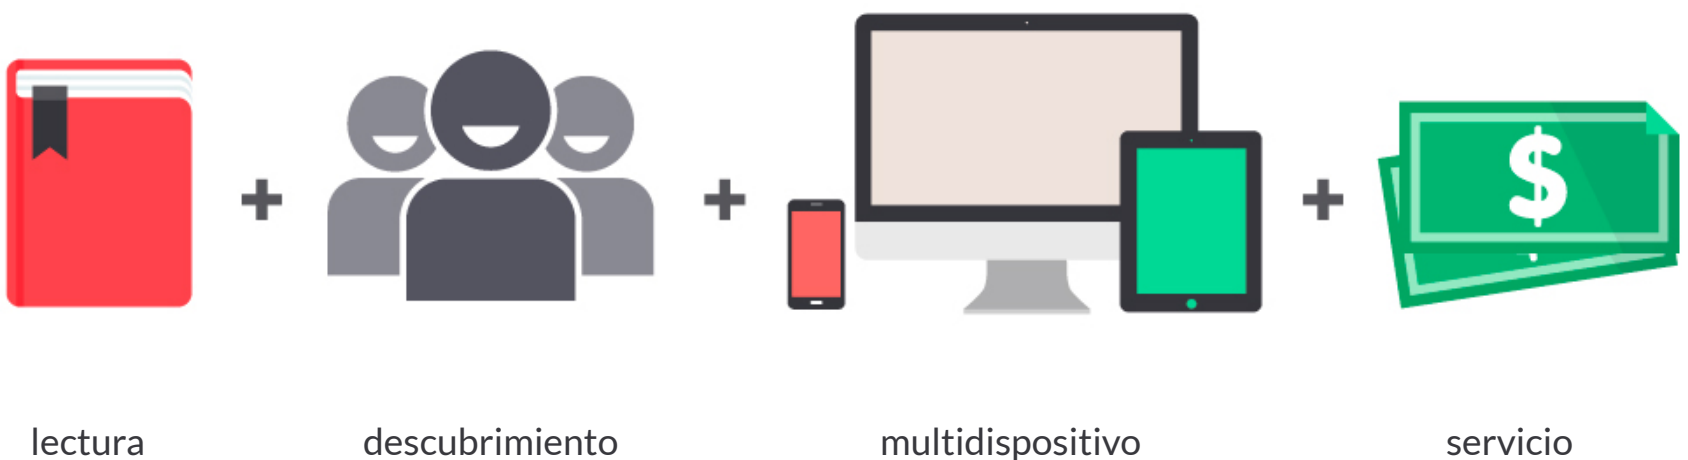 + + +
$
lectura descubrimiento multidispositivo servicio